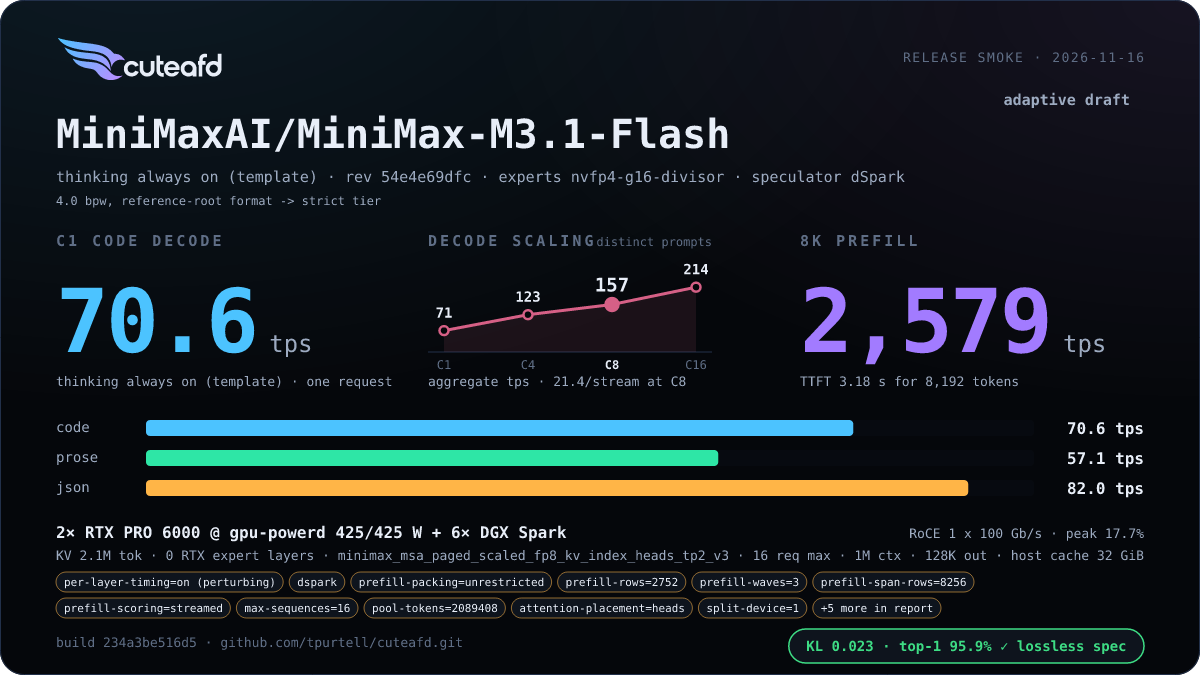 cuteafd
RELEASE SMOKE · 2026-11-16
adaptive draft
MiniMaxAI/MiniMax-M3.1-Flash
thinking always on (template) · rev 54e4e69dfc · experts nvfp4-g16-divisor · speculator dSpark
4.0 bpw, reference-root format -> strict tier
C1 CODE DECODE
70.6 tps
thinking always on (template) · one request
DECODE SCALING distinct prompts
71 123 157 214
C1 C4 C8 C16
aggregate tps · 21.4/stream at C8
8K PREFILL
2,579 tps
TTFT 3.18 s for 8,192 tokens
code 70.6 tps
prose 57.1 tps
json 82.0 tps
2× RTX PRO 6000 @ gpu-powerd 425/425 W + 6× DGX Spark
RoCE 1 x 100 Gb/s · peak 17.7%
KV 2.1M tok · 0 RTX expert layers · minimax_msa_paged_scaled_fp8_kv_index_heads_tp2_v3 · 16 req max · 1M ctx · 128K out · host cache 32 GiB
per-layer-timing=on (perturbing) dspark prefill-packing=unrestricted prefill-rows=2752 prefill-waves=3 prefill-span-rows=8256
prefill-scoring=streamed max-sequences=16 pool-tokens=2089408 attention-placement=heads split-device=1 +5 more in report
build 234a3be516d5 · github.com/tpurtell/cuteafd.git
KL 0.023 · top-1 95.9% ✓ lossless spec